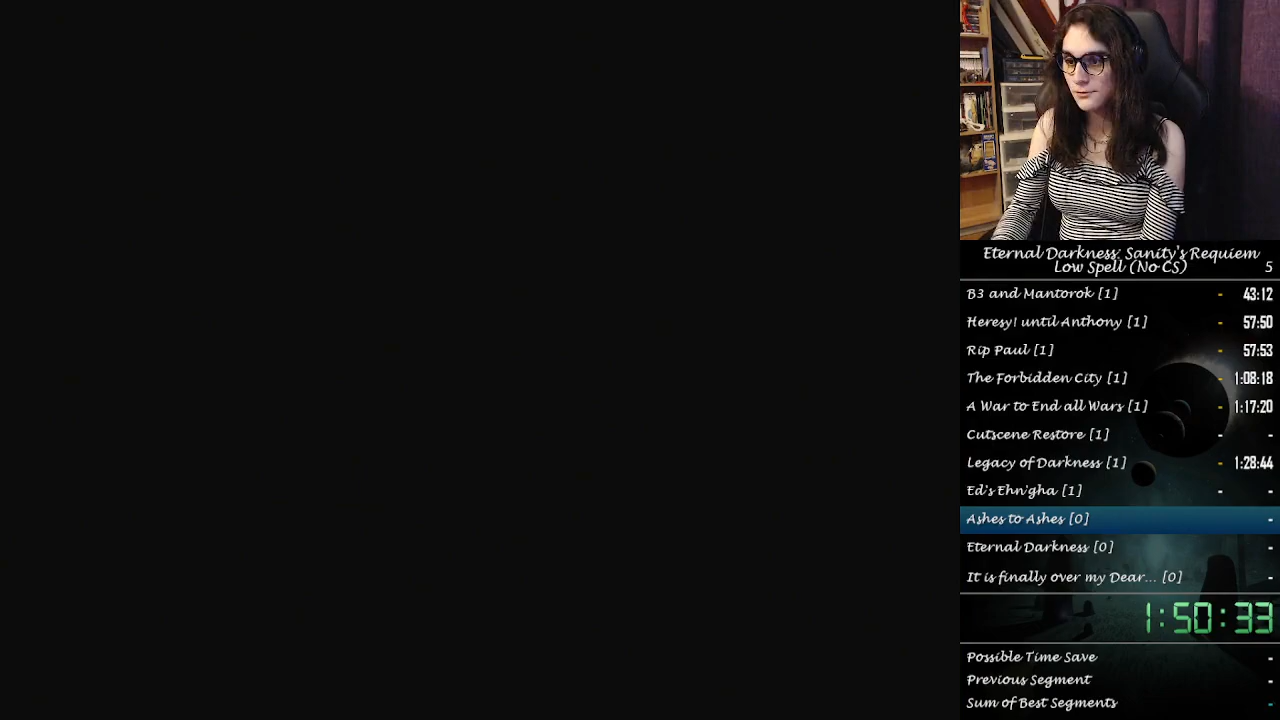 Eternal Darkness: Sanity's Requiem
Low Spell (No CS) 5
B3 and Mantorok [1] - 43:12
Heresy! until Anthony [1] - 57:50
Rip Paul [1] - 57:53
The Forbidden City [1] - 1:08:18
A War to End all Wars [1] - 1:17:20
Cutscene Restore [1] - -
Legacy of Darkness [1] - 1:28:44
Ed's Ehn'gha [1] - -
Ashes to Ashes [0] -
Eternal Darkness [0] -
It is finally over my Dear... [0] -
1:50:33
Possible Time Save -
Previous Segment -
Sum of Best Segments -